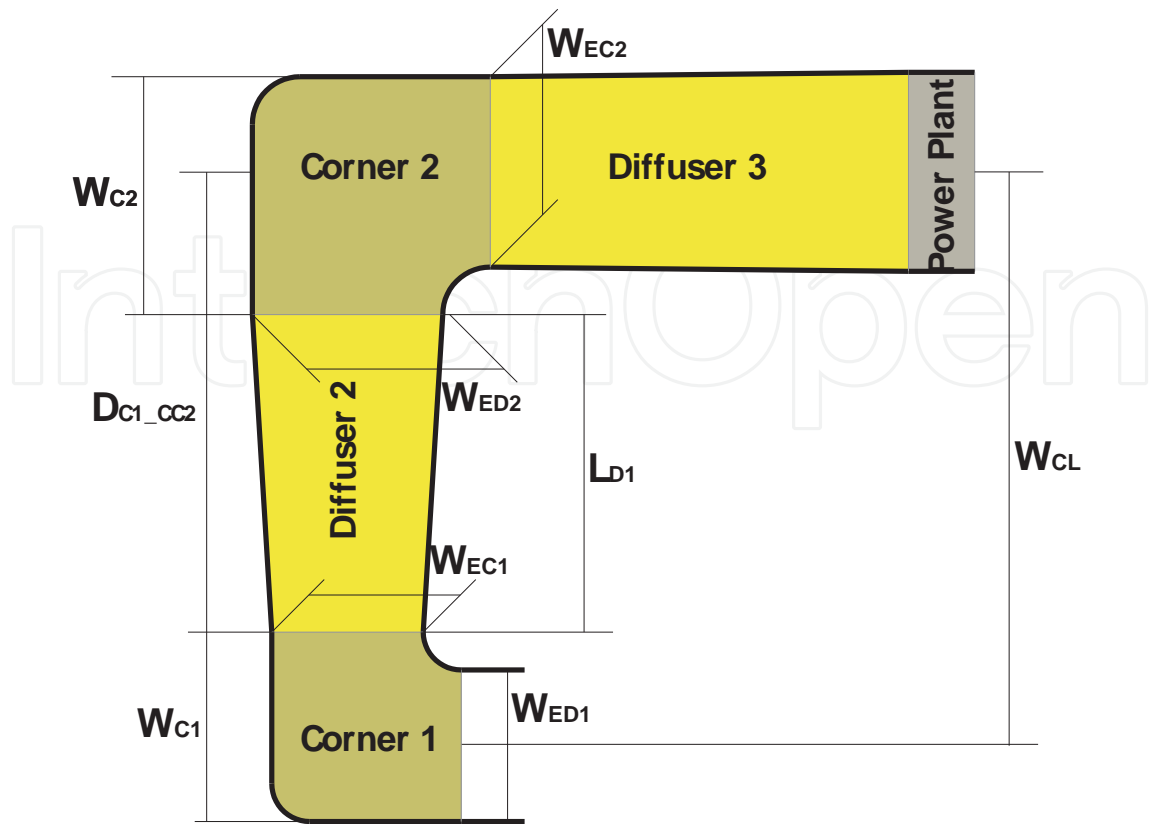 WEC2
Corner 2
Diffuser 3
Power Plant
WC2
IntechOpen
DC1_CC2
WED2
Diffuser 2
LD1
WCL
WEC1
WC1
Corner 1
WED1